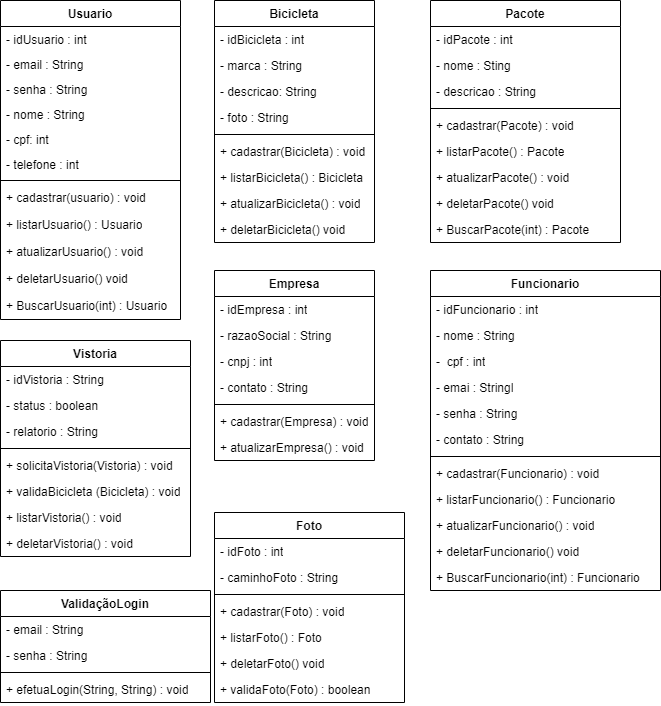 Usuario
- idUsuario : int
- email : String
- senha : String
- nome : String
- cpf: int
- telefone : int
+ cadastrar(usuario) : void
+ listarUsuario() : Usuario
+ atualizarUsuario() : void
+ deletarUsuario() void
+ BuscarUsuario(int) : Usuario
Bicicleta
- idBicicleta : int
- marca : String
- descricao: String
- foto : String
+ cadastrar(Bicicleta) : void
+ listarBicicleta() : Bicicleta
+ atualizarBicicleta() : void
+ deletarBicicleta() void
Pacote
- idPacote : int
- nome : Sting
- descricao : String
+ cadastrar(Pacote) : void
+ listarPacote() : Pacote
+ atualizarPacote() : void
+ deletarPacote() void
+ BuscarPacote(int) : Pacote
Vistoria
- idVistoria : String
- status : boolean
- relatorio : String
+ solicitaVistoria(Vistoria) : void
+ validaBicicleta (Bicicleta) : void
+ listarVistoria() : void
+ deletarVistoria() : void
Empresa
- idEmpresa : int
- razaoSocial : String
- cnpj : int
- contato : String
+ cadastrar(Empresa) : void
+ atualizarEmpresa() : void
Funcionario
- idFuncionario : int
- nome : String
- cpf : int
- emai : Stringl
- senha : String
- contato : String
+ cadastrar(Funcionario) : void
+ listarFuncionario() : Funcionario
+ atualizarFuncionario() : void
+ deletarFuncionario() void
+ BuscarFuncionario(int) : Funcionario
ValidaçãoLogin
- email : String
- senha : String
+ efetuaLogin(String, String) : void
Foto
- idFoto : int
- caminhoFoto : String
+ cadastrar(Foto) : void
+ listarFoto() : Foto
+ deletarFoto() void
+ validaFoto(Foto) : boolean